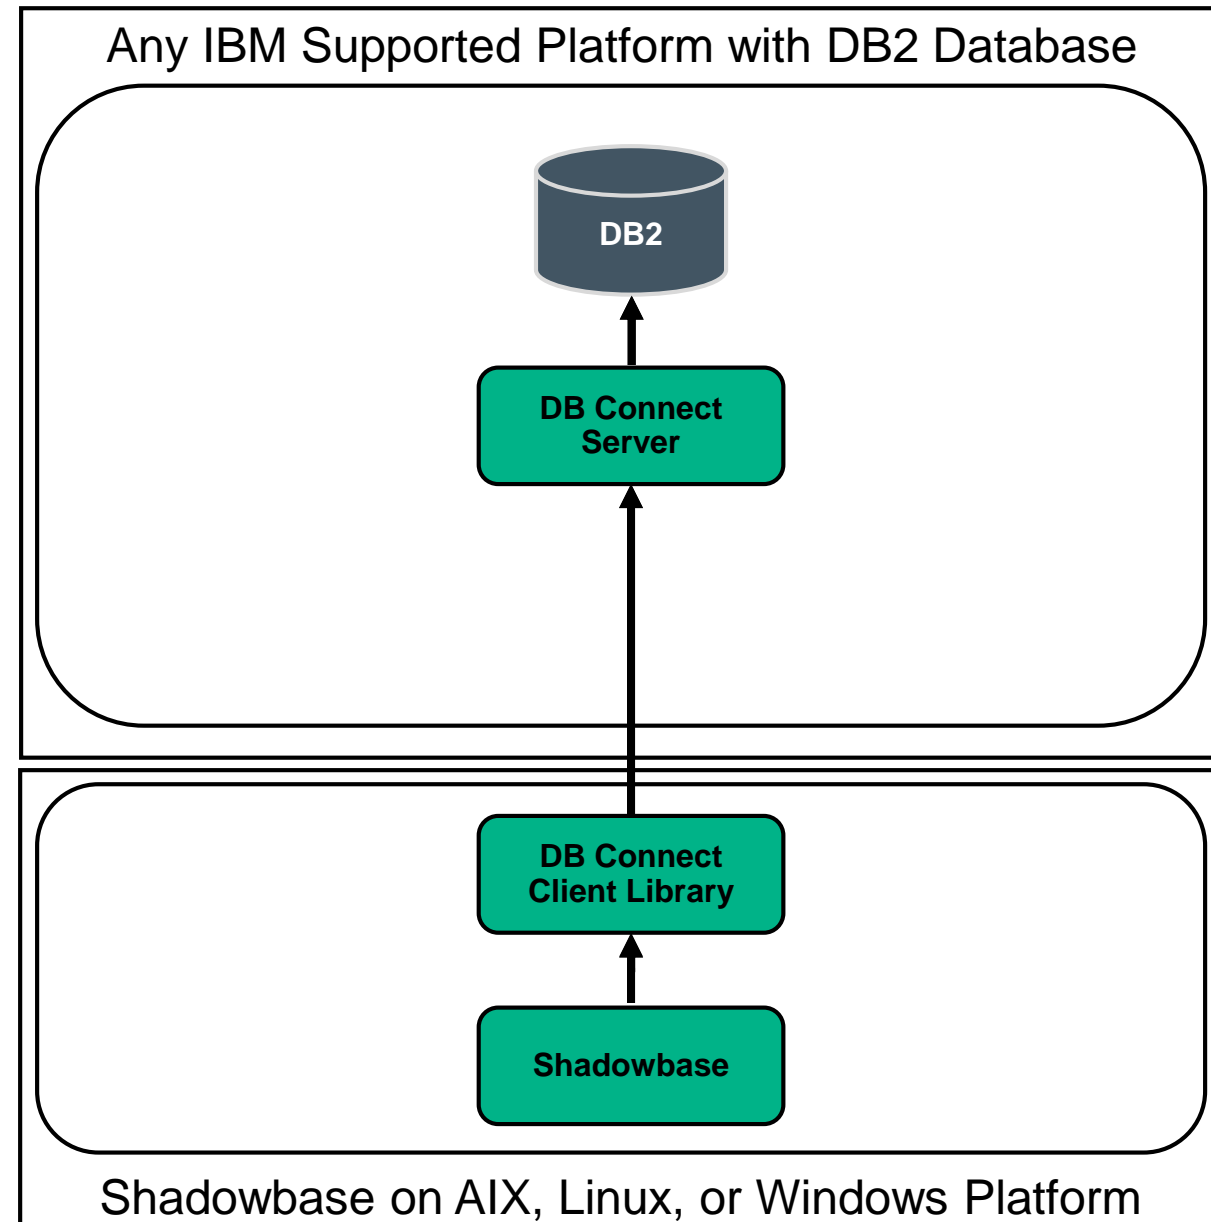 Any IBM Supported Platform with DB2 Database
DB2
DB Connect
Server
DB Connect
Client Library
Shadowbase
Shadowbase on AIX, Linux, or Windows Platform